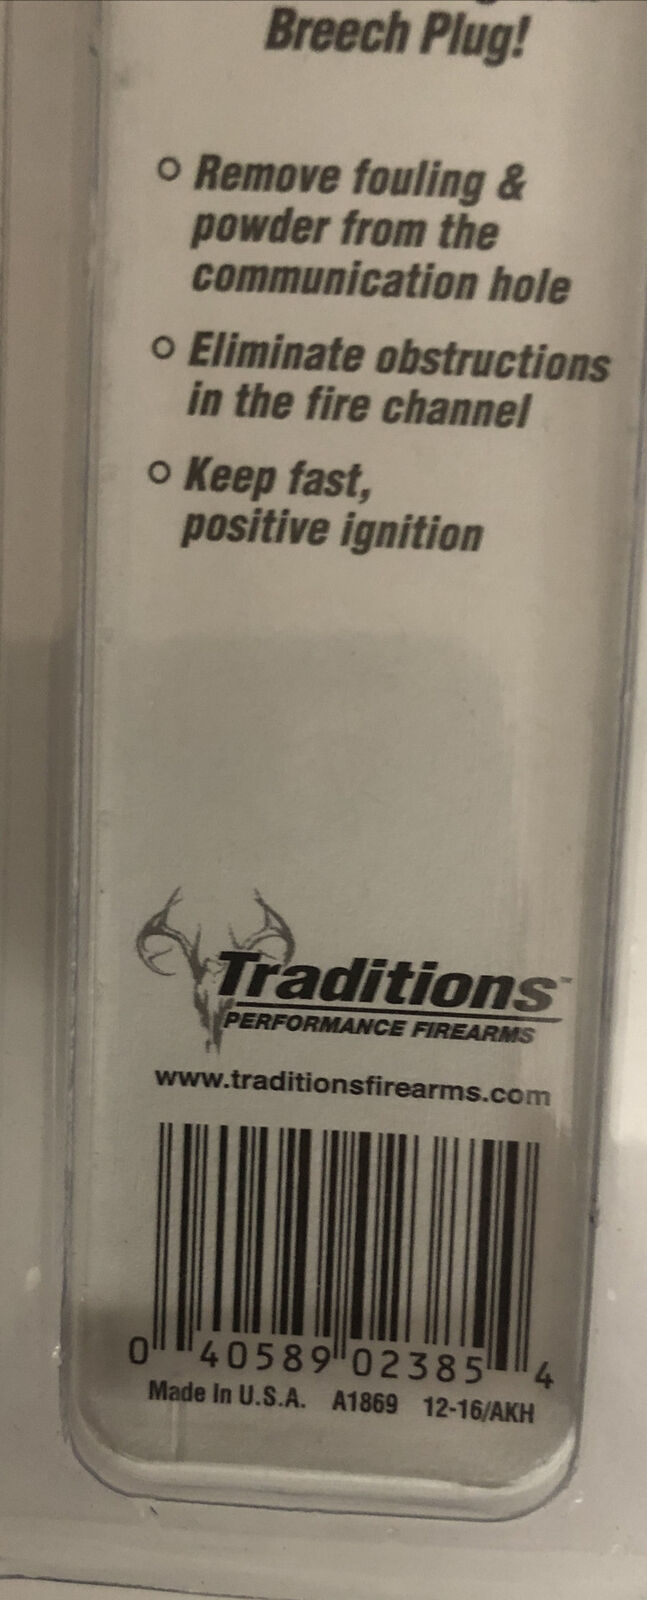 Breech Plug!
○ Remove fouling &
powder from the
communication hole
○ Eliminate obstructions
in the fire channel
○ Keep fast,
positive ignition
Traditions™
PERFORMANCE FIREARMS
www.traditionsfirearms.com
0 40589 02385 4
Made in U.S.A. A1869 12-16/AKH